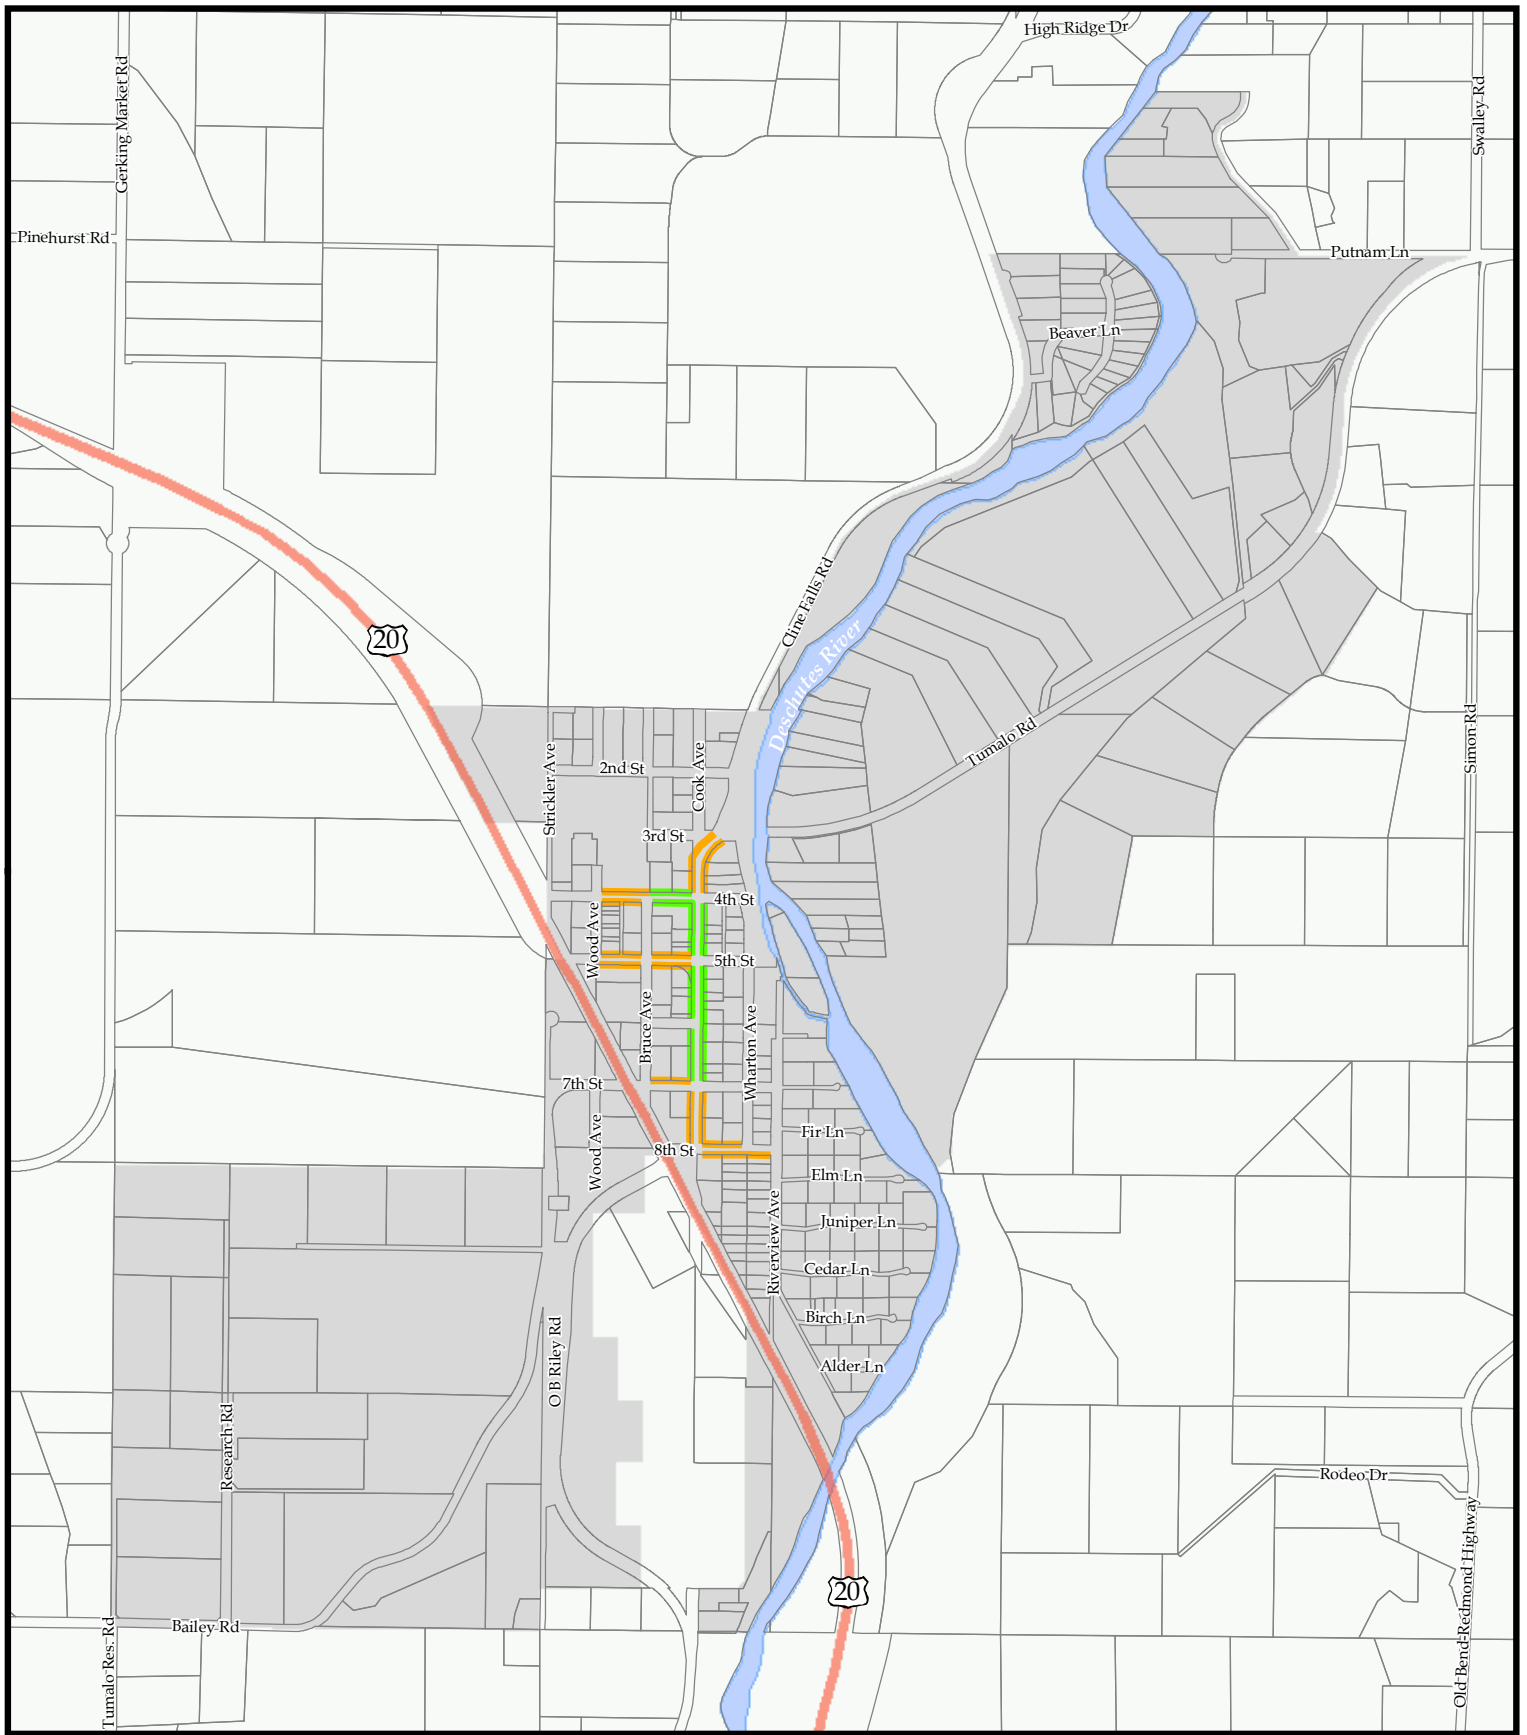 High Ridge Dr
Gerking Market Rd
Swalley Rd
Pinehurst Rd
Putnam Ln
Beaver Ln
Cline Falls Rd
20
Deschutes River
Simon Rd
Tumalo Rd
Strickler Ave
2nd St
Cook Ave
3rd St
4th St
Wood Ave
5th St
Bruce Ave
Wharton Ave
7th St
Wood Ave
Fir Ln
8th St
Elm Ln
Riverview Ave
Juniper Ln
Cedar Ln
Birch Ln
O B Riley Rd
Alder Ln
Research Rd
Rodeo Dr
Old Bend-Redmond Highway
20
Bailey Rd
Tumalo Res. Rd